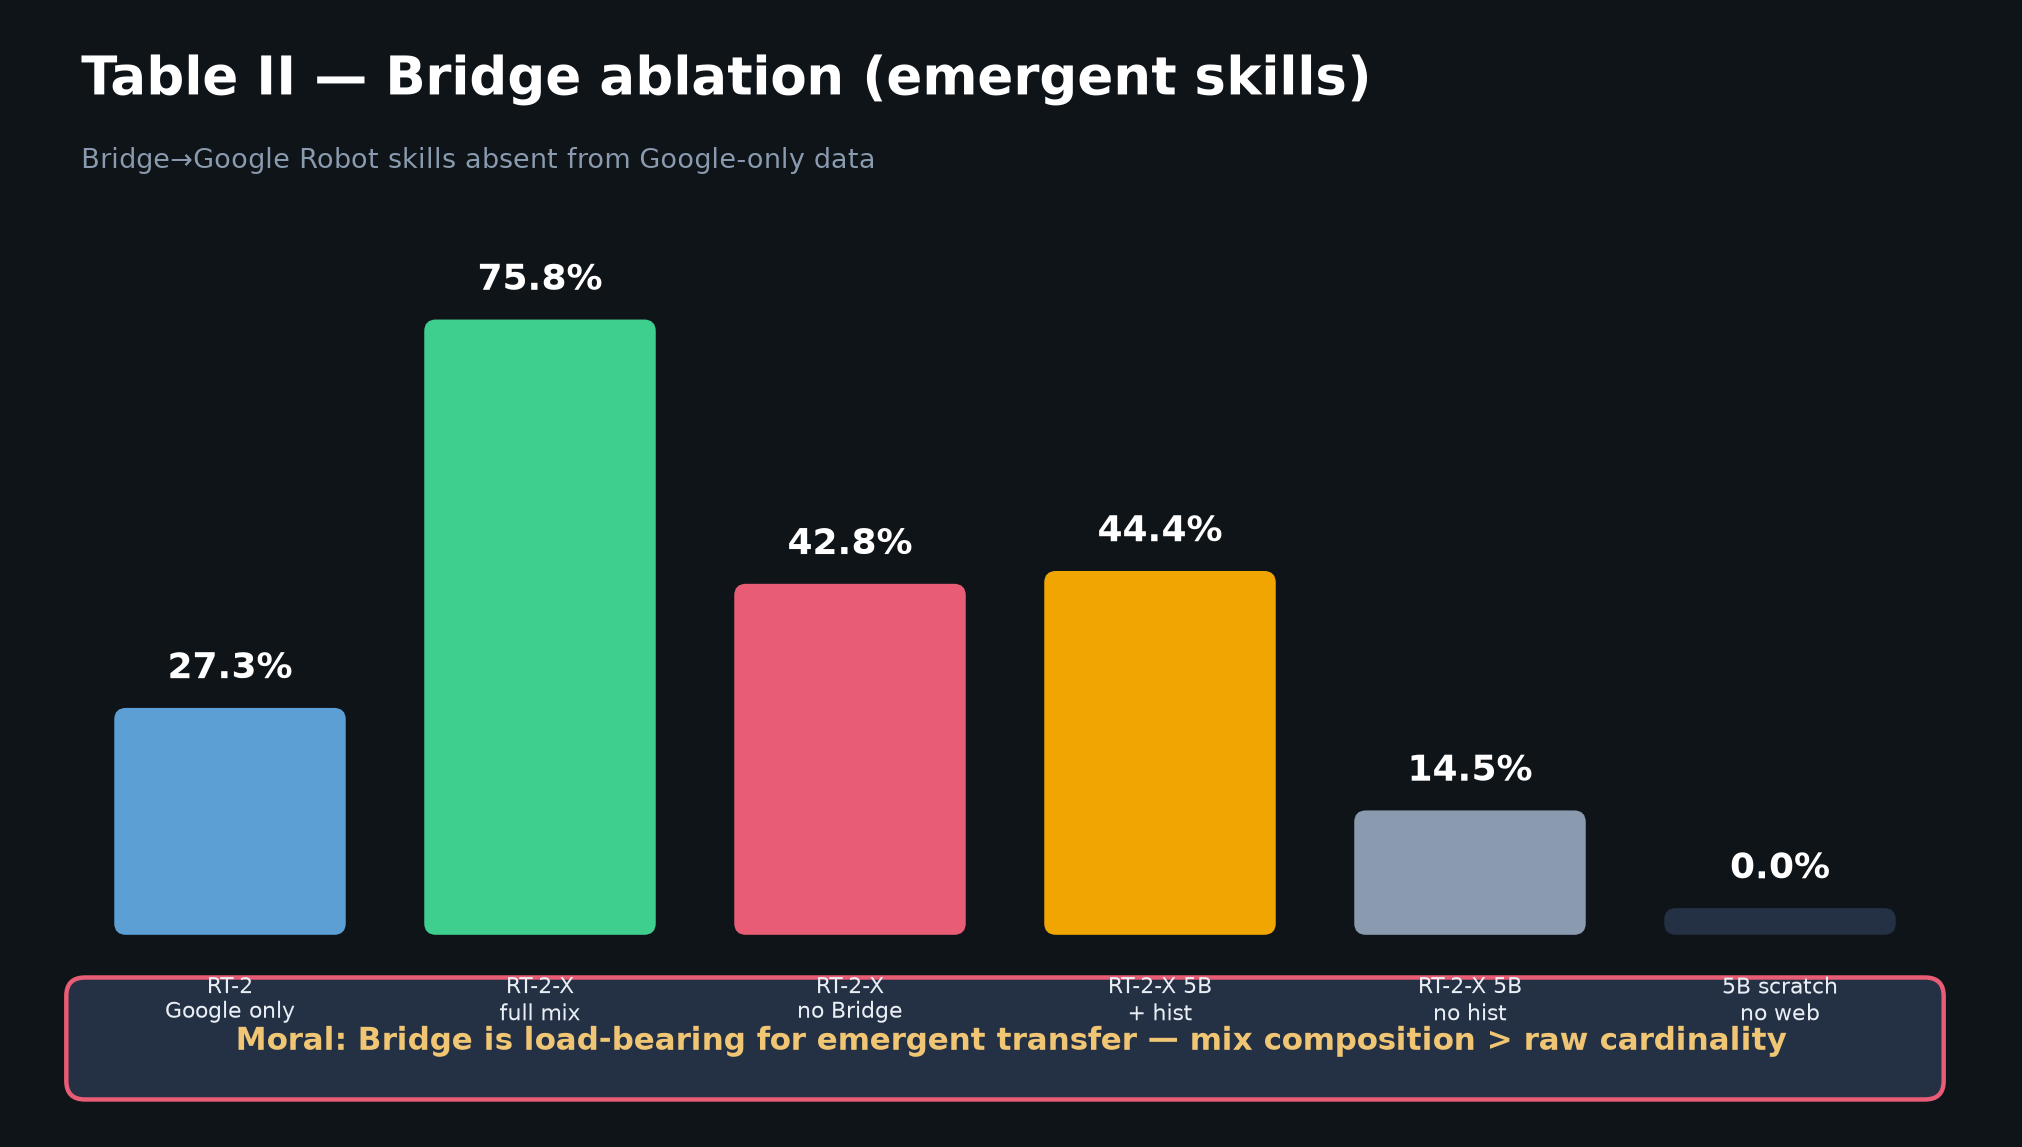 Table II — Bridge ablation (emergent skills)
Bridge→Google Robot skills absent from Google-only data
75.8%
44.4%
42.8%
27.3%
14.5%
0.0%
RT-2
Google only
RT-2-X
full mix
RT-2-X
no Bridge
RT-2-X 5B
+ hist
RT-2-X 5B
no hist
5B scratch
no web
Moral: Bridge is load-bearing for emergent transfer — mix composition > raw cardinality